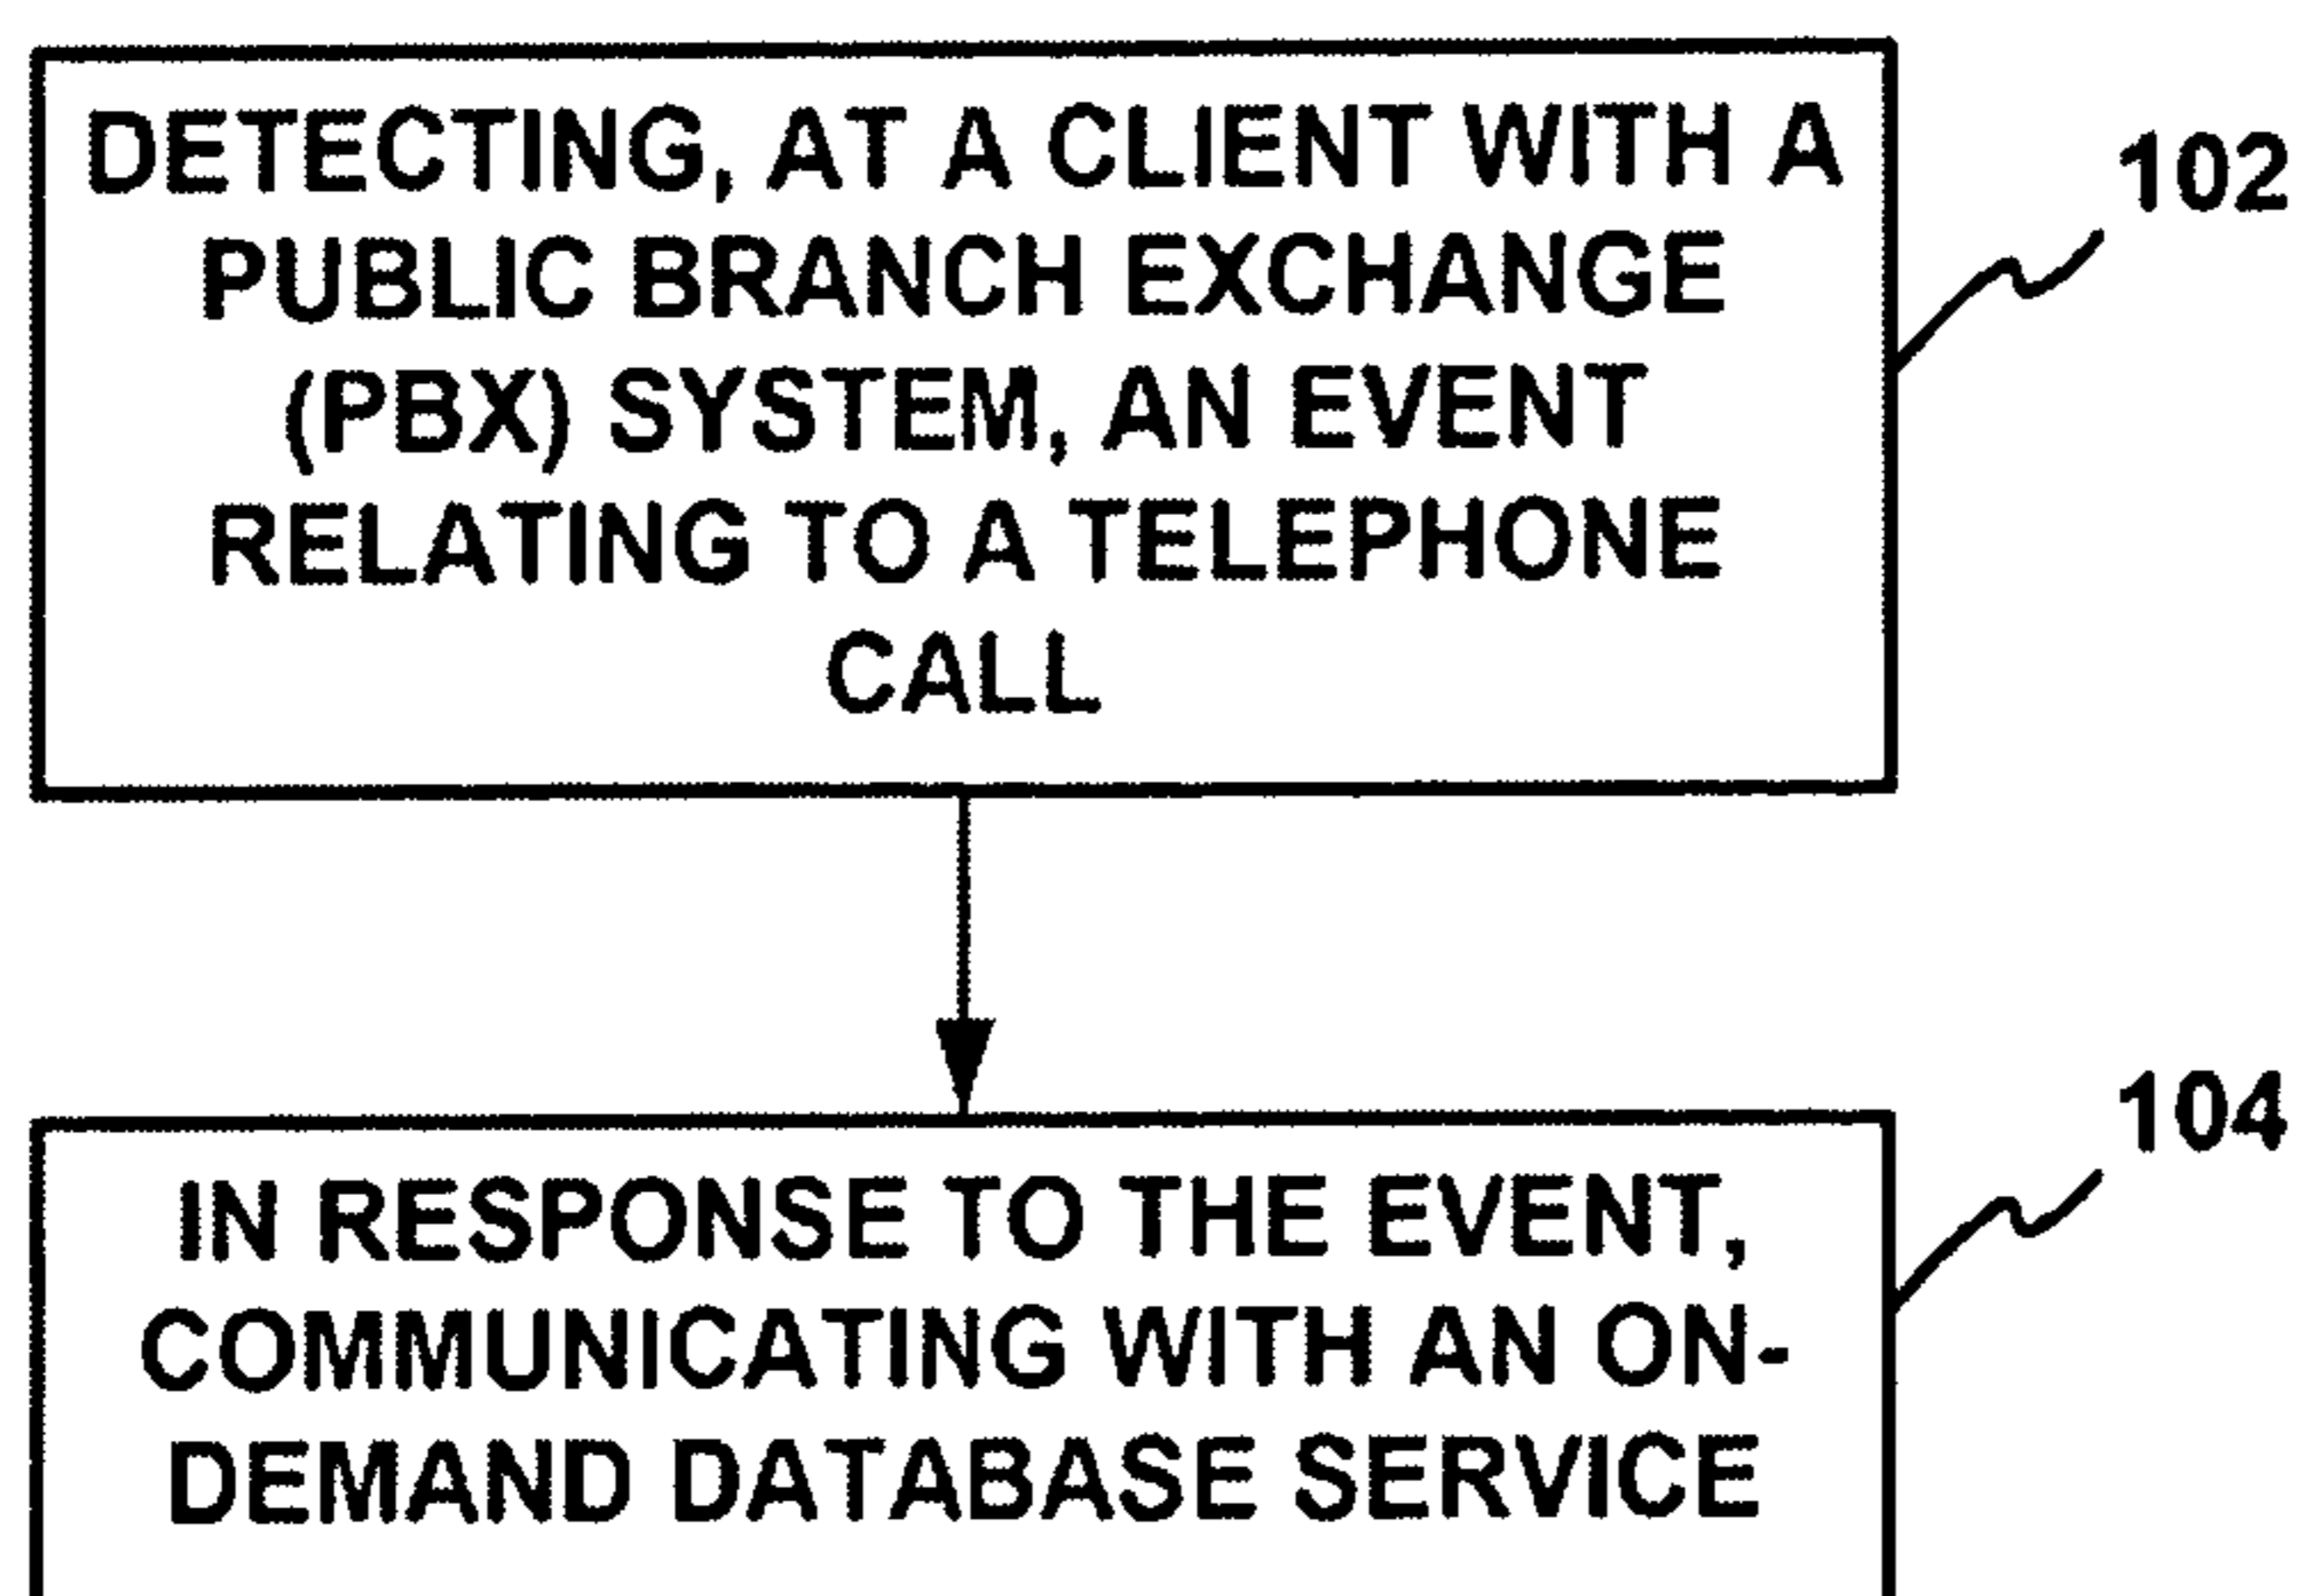 DETECTING, AT A CLIENT WITH A
PUBLIC BRANCH EXCHANGE
(PBX) SYSTEM, AN EVENT
RELATING TO A TELEPHONE
CALL
102
IN RESPONSE TO THE EVENT,
COMMUNICATING WITH AN ON-
DEMAND DATABASE SERVICE
104